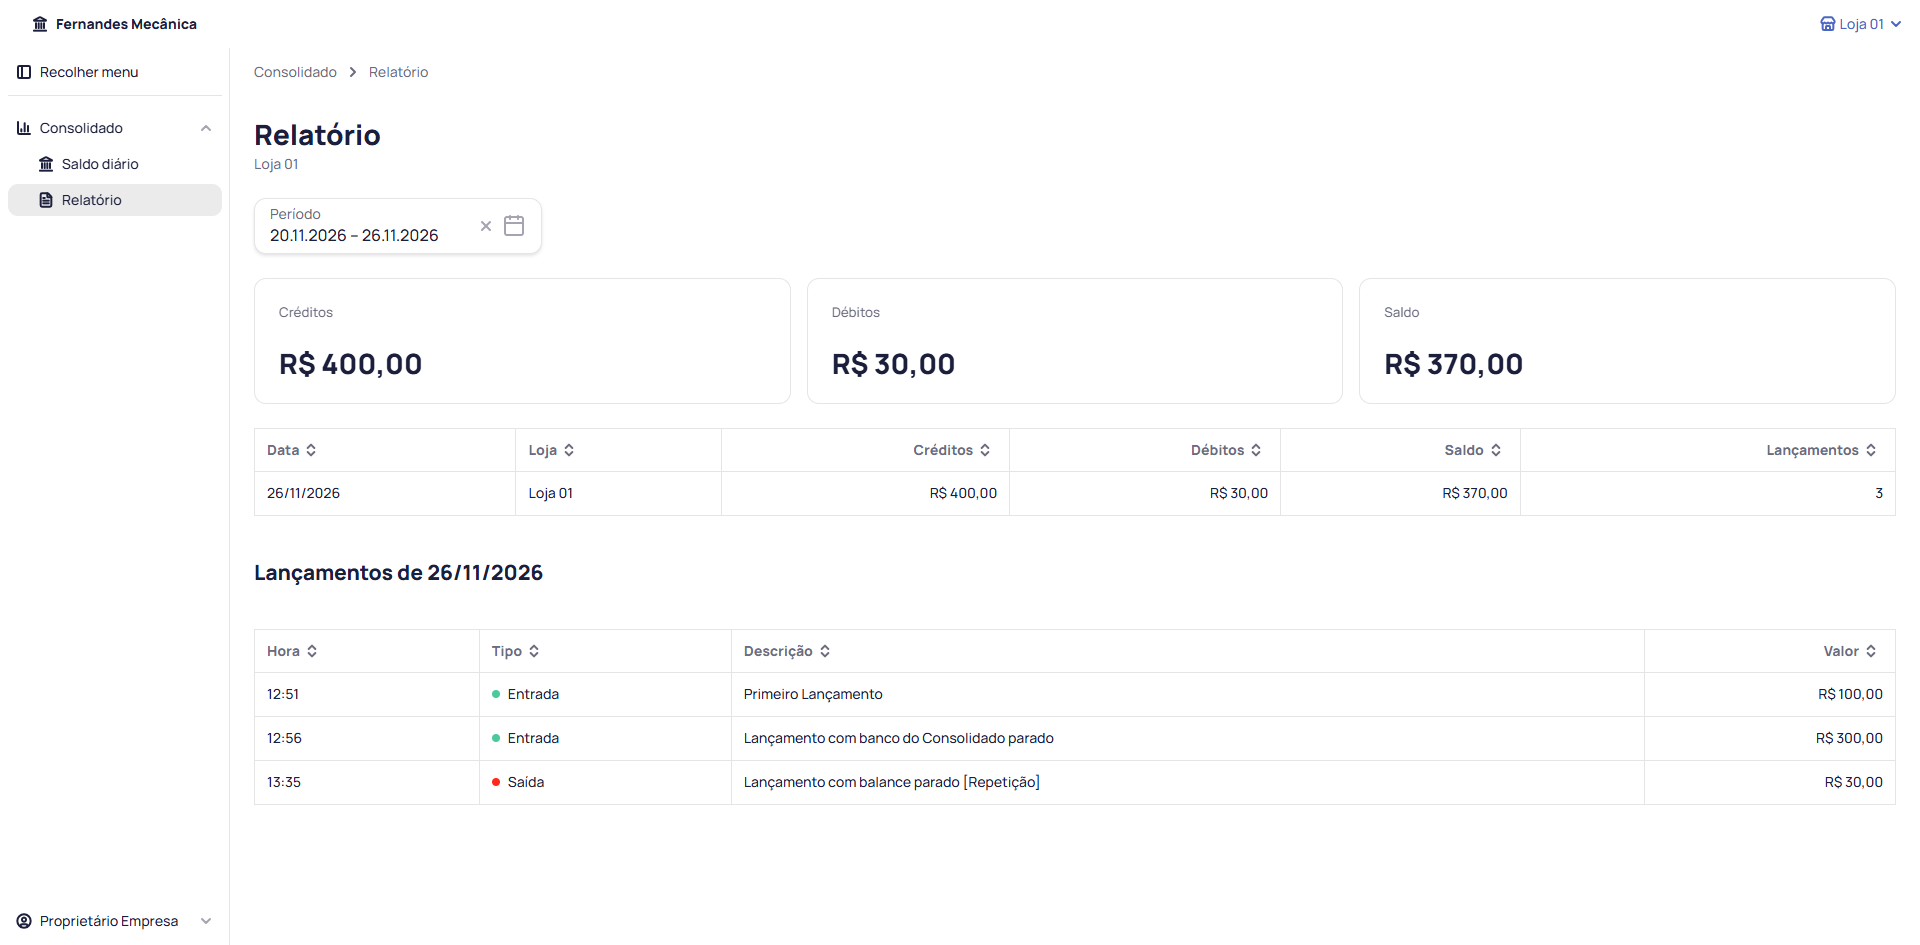 Fernandes Mecânica
Loja 01
Recolher menu
Consolidado
Saldo diário
Relatório
Consolidado Relatório
Relatório
Loja 01
Período
20.11.2026 – 26.11.2026
Créditos
R$ 400,00
Débitos
R$ 30,00
Saldo
R$ 370,00
Data Loja Créditos Débitos Saldo Lançamentos
26/11/2026 Loja 01 R$ 400,00 R$ 30,00 R$ 370,00 3
Lançamentos de 26/11/2026
Hora Tipo Descrição Valor
12:51 Entrada Primeiro Lançamento R$ 100,00
12:56 Entrada Lançamento com banco do Consolidado parado R$ 300,00
13:35 Saída Lançamento com balance parado [Repetição] R$ 30,00
Proprietário Empresa